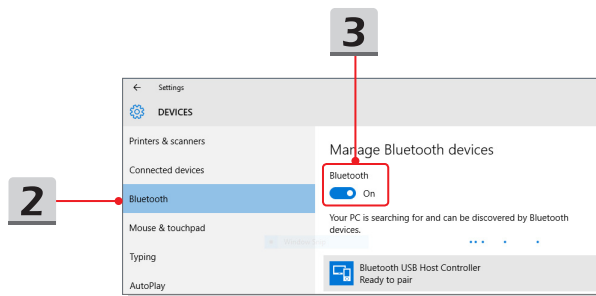 3
← Settings
DEVICES
Printers & scanners
Connected devices
2
Bluetooth
Mouse & touchpad
Typing
AutoPlay
Manage Bluetooth devices
Bluetooth
On
Your PC is searching for and can be discovered by Bluetooth
devices.
Bluetooth USB Host Controller
Ready to pair